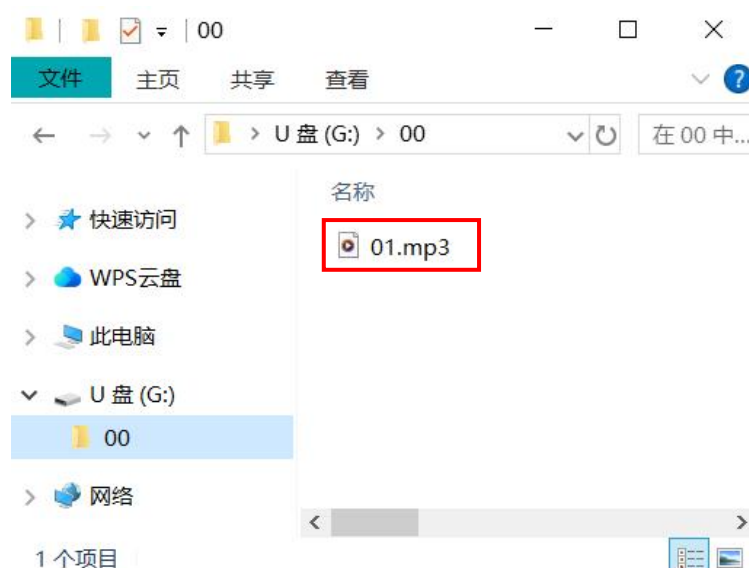 00
文件 主页 共享 查看
U 盘 (G:) 00 在 00 中...
名称
快速访问
01.mp3
WPS云盘
此电脑
U 盘 (G:)
00
网络
1 个项目